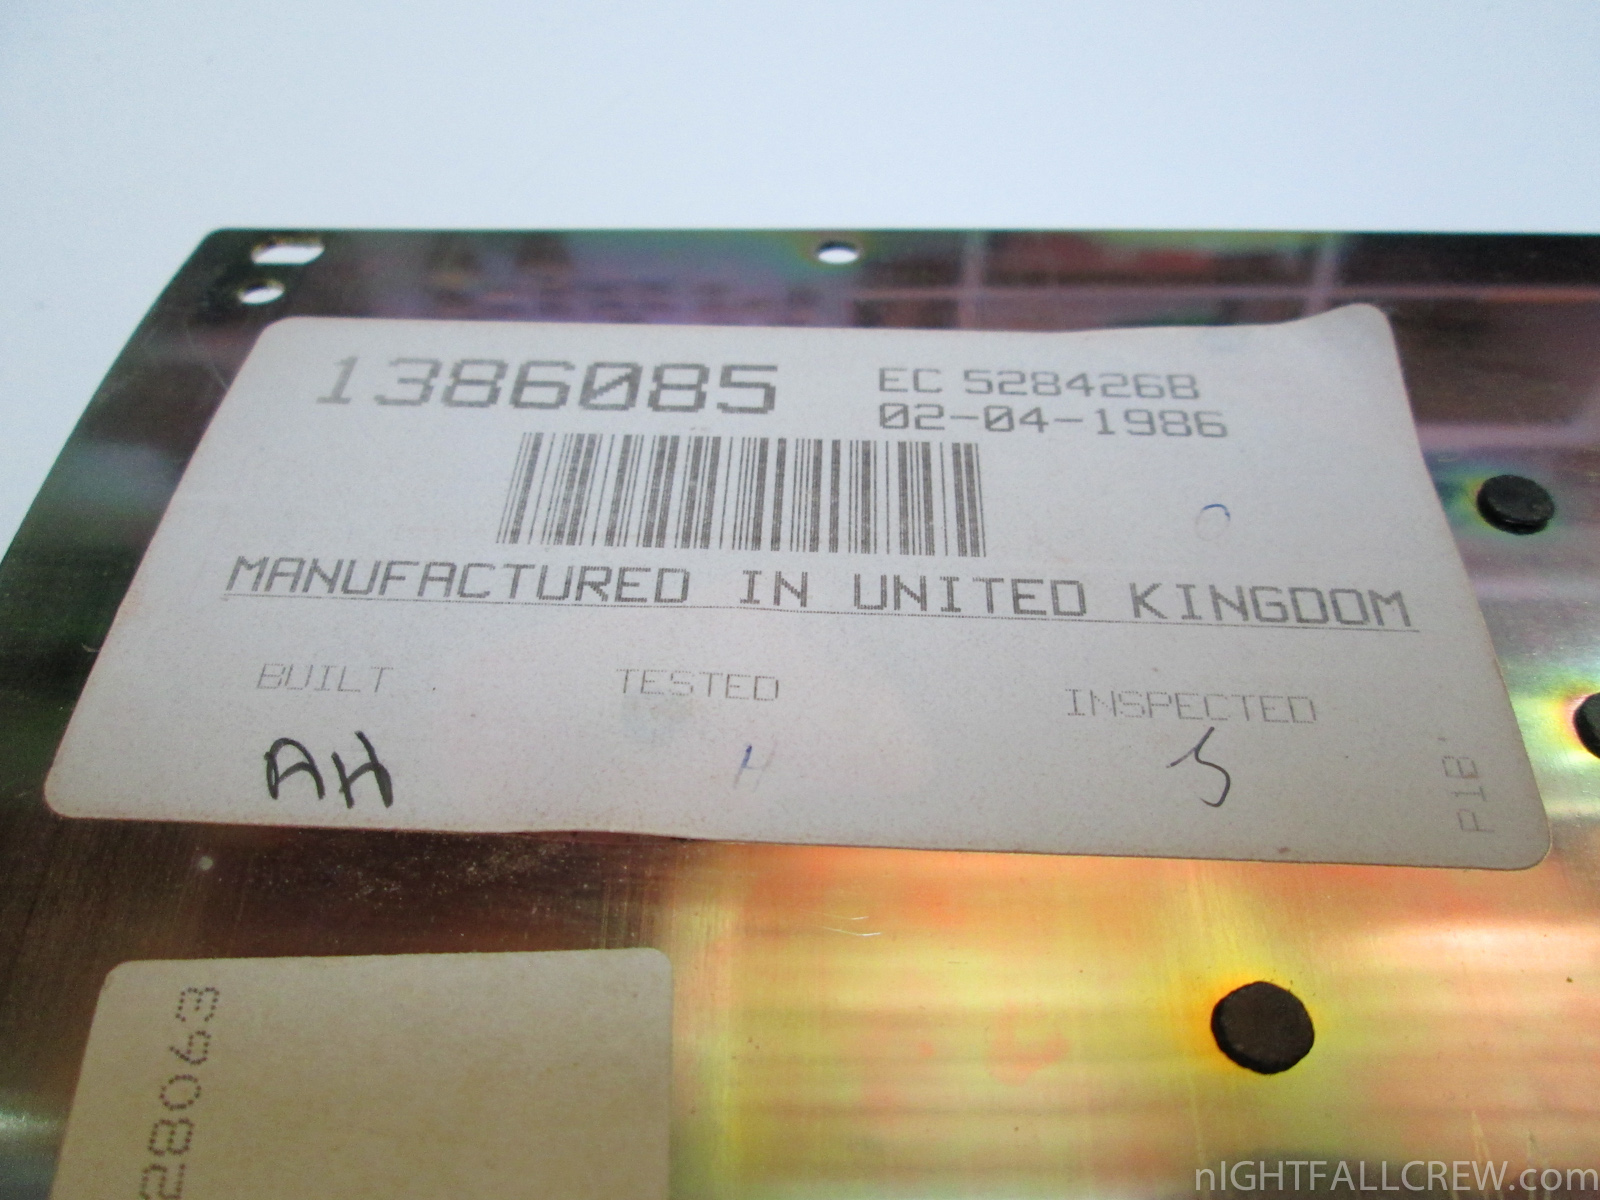 1386085
EC 528426B
02-04-1986
MANUFACTURED IN UNITED KINGDOM
BUILT TESTED INSPECTED
AH H S
P1B
28063
nIGHTFALLCREW.com